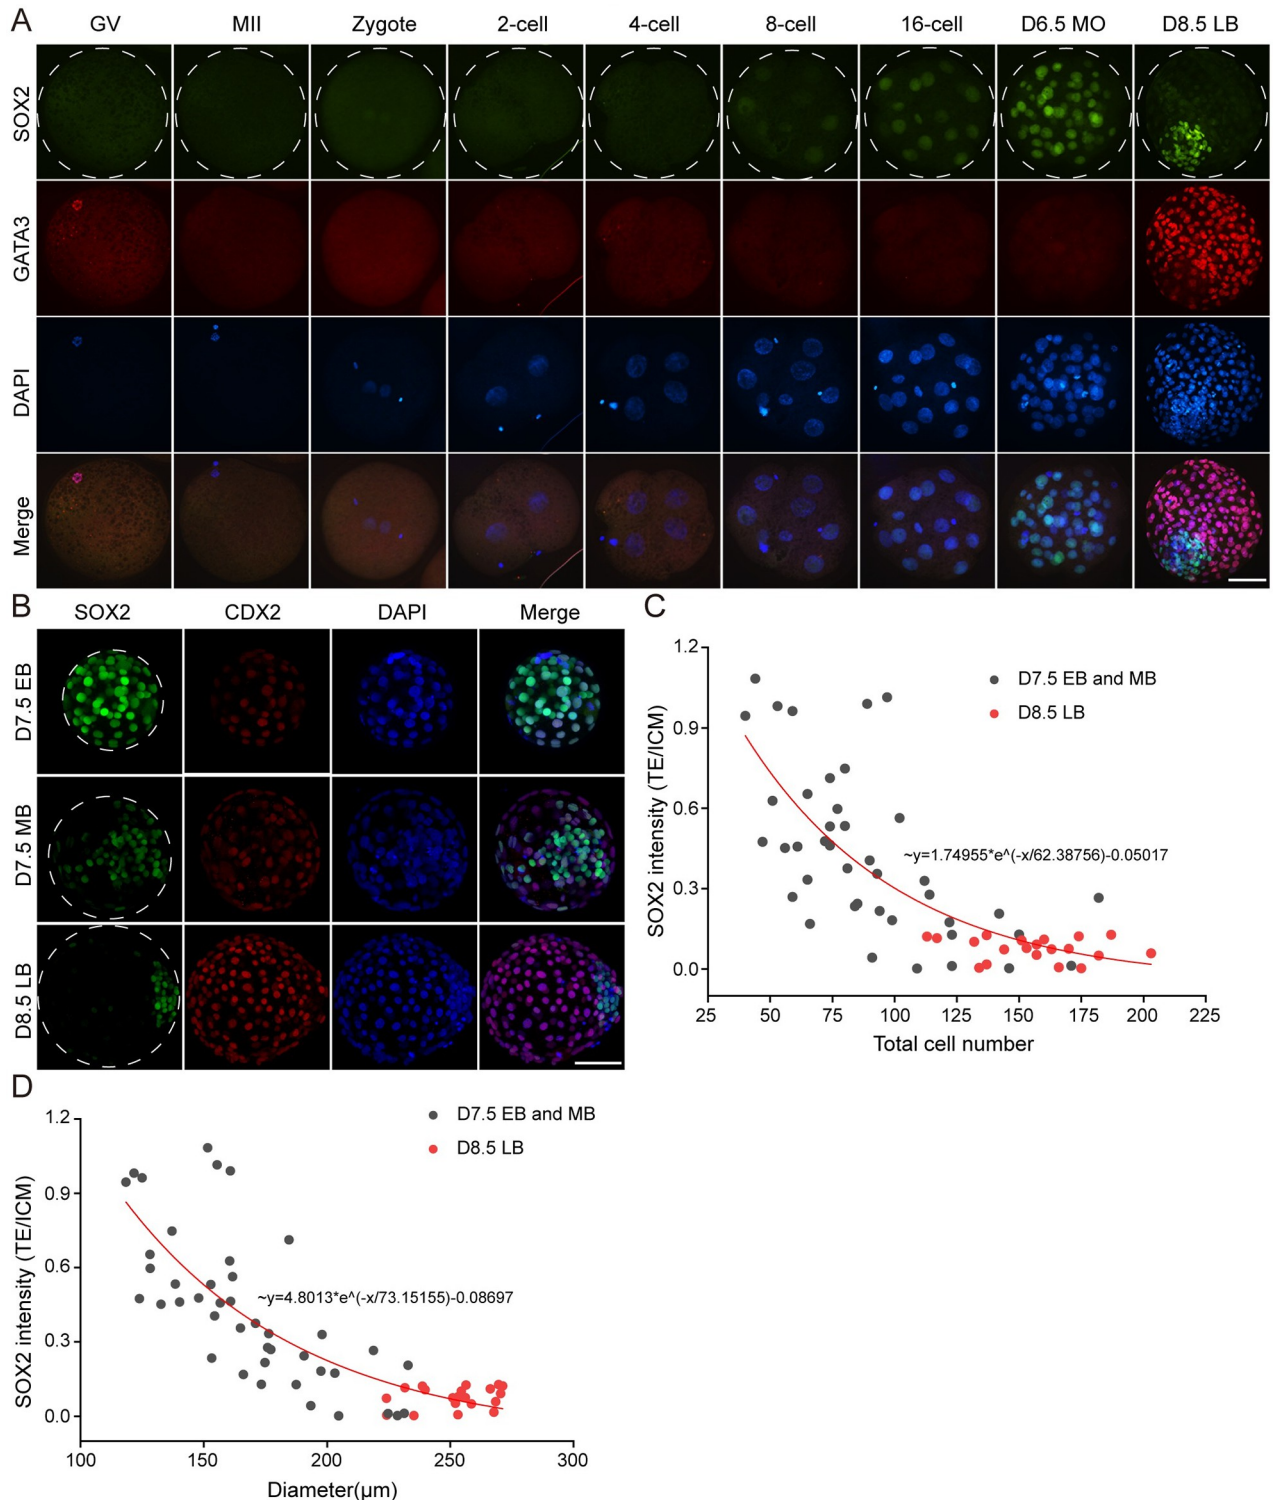 A
GV MII Zygote 2-cell 4-cell 8-cell 16-cell D6.5 MO D8.5 LB
SOX2
GATA3
DAPI
Merge
B
SOX2 CDX2 DAPI Merge
D7.5 EB
D7.5 MB
D8.5 LB
C
1.2
0.9
0.6
0.3
0.0
SOX2 intensity (TE/ICM)
D7.5 EB and MB
D8.5 LB
~y=1.74955*e^(-x/62.38756)-0.05017
25 50 75 100 125 150 175 200 225
Total cell number
D
1.2
0.9
0.6
0.3
0.0
SOX2 intensity (TE/ICM)
D7.5 EB and MB
D8.5 LB
~y=4.8013*e^(-x/73.15155)-0.08697
100 150 200 250 300
Diameter(μm)